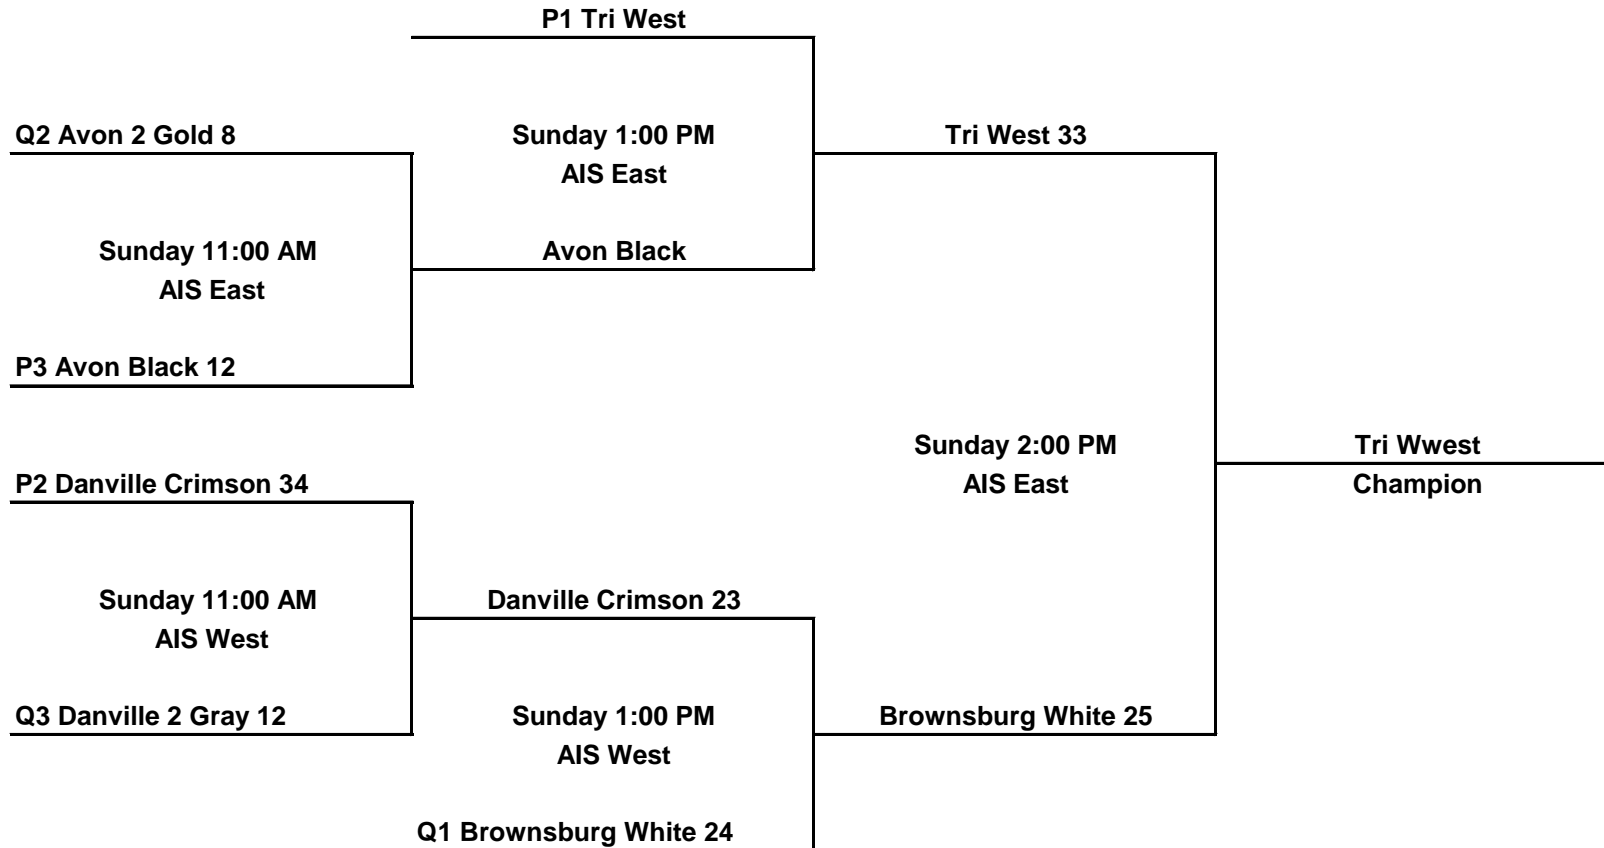 P1 Tri West
Q2 Avon 2 Gold 8
Sunday 1:00 PM
AIS East
Tri West 33
Sunday 11:00 AM
AIS East
Avon Black
P3 Avon Black 12
Sunday 2:00 PM
AIS East
Tri Wwest
Champion
P2 Danville Crimson 34
Sunday 11:00 AM
AIS West
Danville Crimson 23
Q3 Danville 2 Gray 12
Sunday 1:00 PM
AIS West
Brownsburg White 25
Q1 Brownsburg White 24